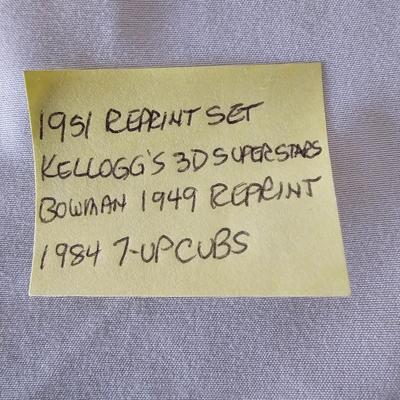 1951 REPRINT SET
KELLOGG'S 3D SUPERSTARS
BOWMAN 1949 REPRINT
1984 7-UP CUBS